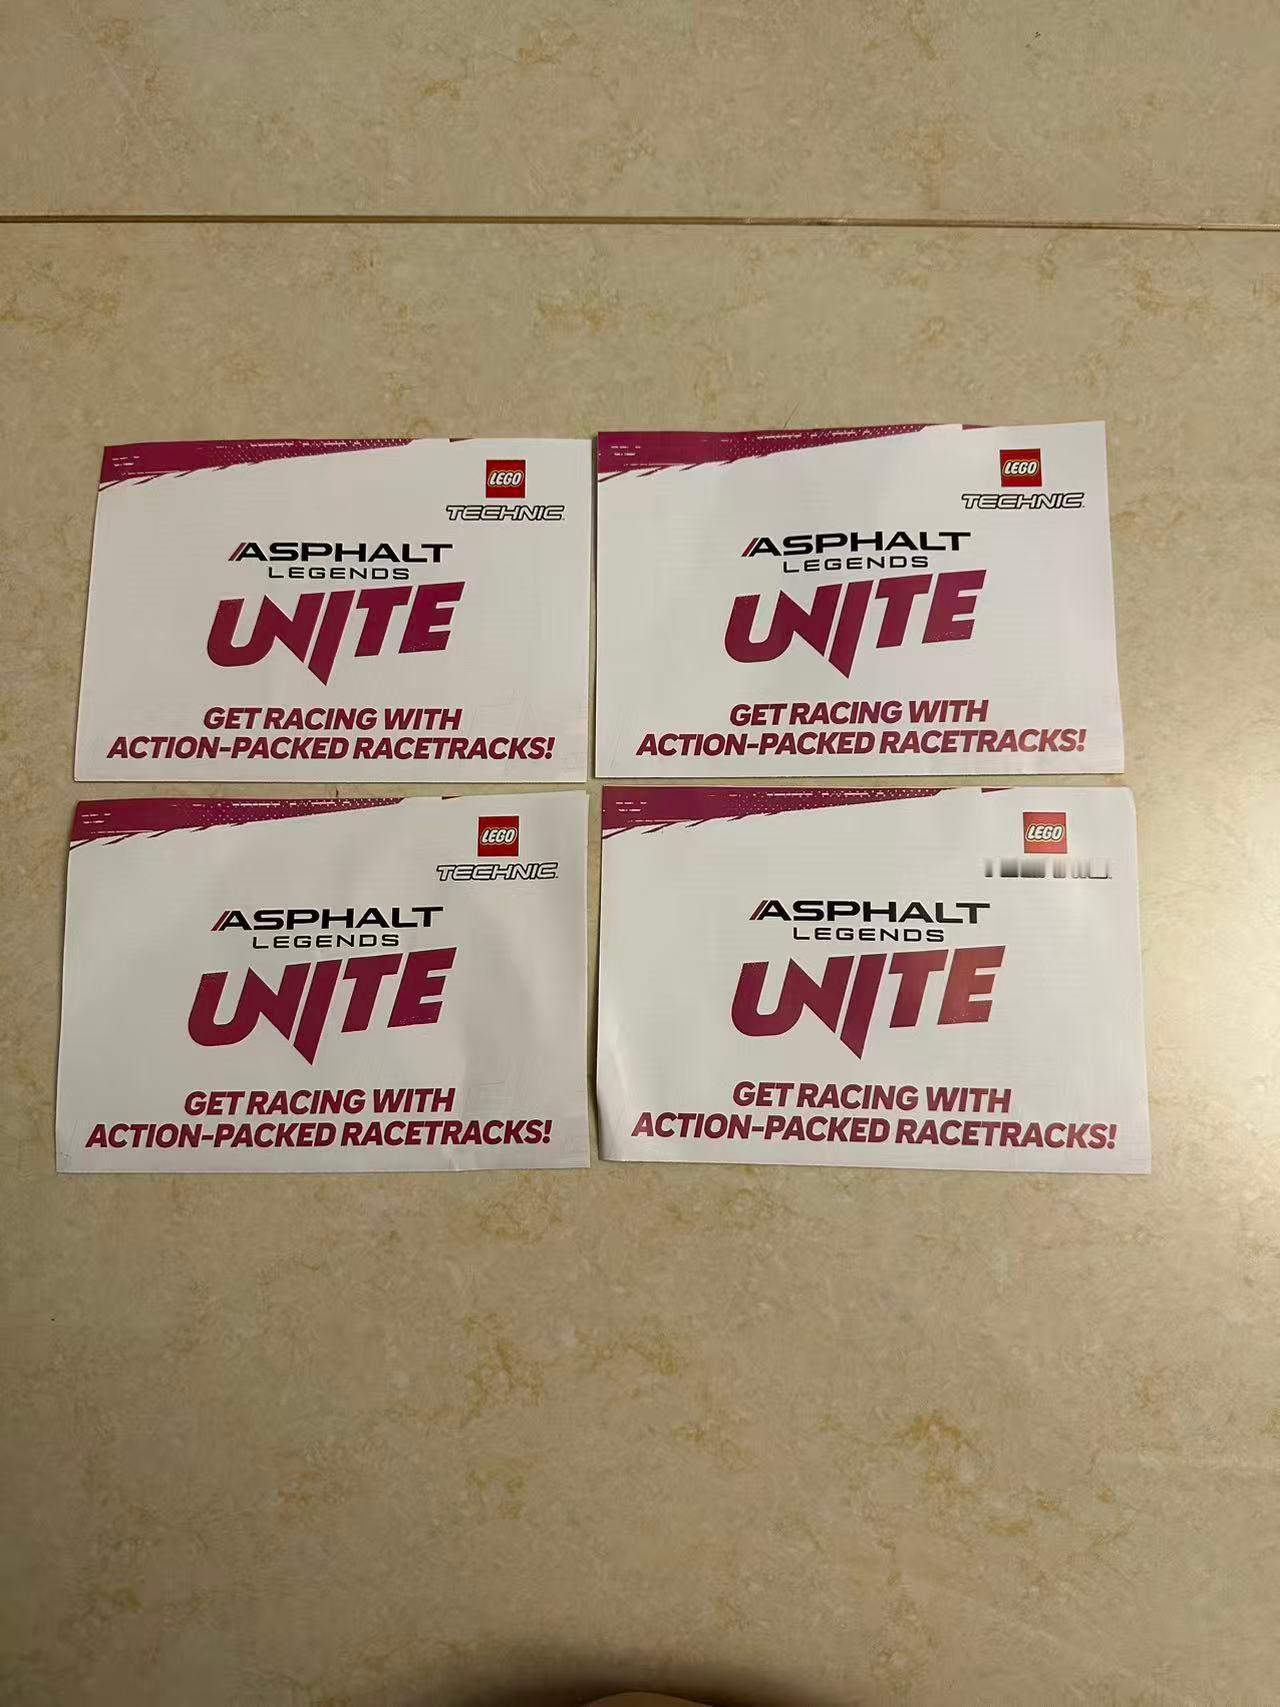 LEGO
TECHNIC
ASPHALT
LEGENDS
UNITE
GET RACING WITH
ACTION-PACKED RACETRACKS!
LEGO
TECHNIC
ASPHALT
LEGENDS
UNITE
GET RACING WITH
ACTION-PACKED RACETRACKS!
LEGO
TECHNIC
ASPHALT
LEGENDS
UNITE
GET RACING WITH
ACTION-PACKED RACETRACKS!
LEGO
ASPHALT
LEGENDS
UNITE
GET RACING WITH
ACTION-PACKED RACETRACKS!